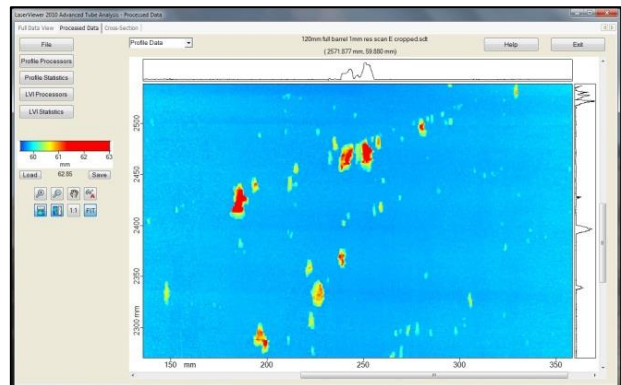 LaserViewer 2010 Advanced Tube Analysis - Processed Data
Full Data View Processed Data Cross-Section
File
Profile Data
120mm full barrel 1mm res scan E cropped.sdt
( 2571.877 mm, 59.880 mm)
Help
Exit
Profile Processors
Profile Statistics
LVI Processors
LVI Statistics
60 61 62 63
mm
Load 62.85 Save
1:1 FIT
2500
2450
2400
2350
2300 mm
150 mm 200 250 300 350